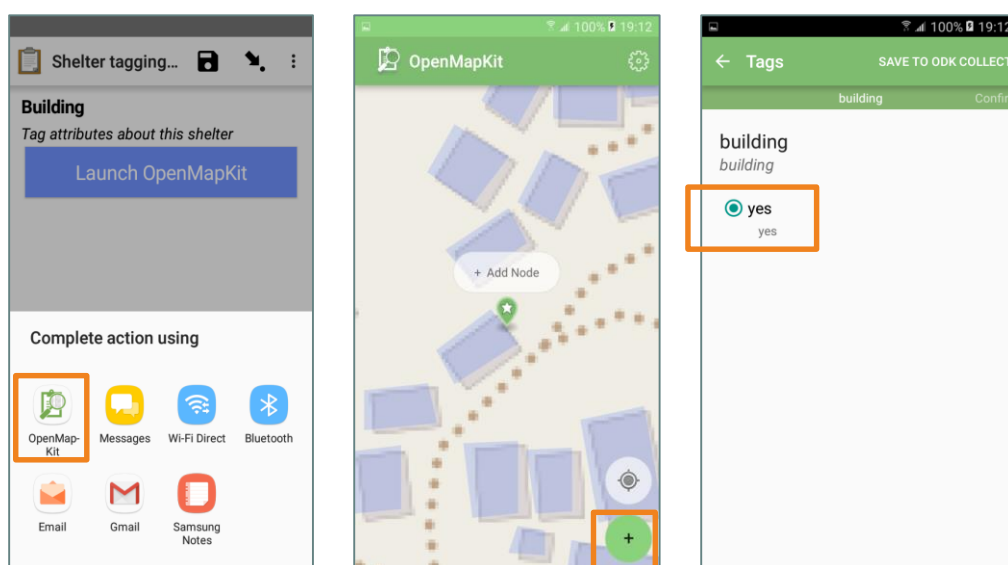 Shelter tagging...
Building
Tag attributes about this shelter
Launch OpenMapKit
Complete action using
OpenMap-
Kit
Messages
Wi-Fi Direct
Bluetooth
Email
Gmail
Samsung
Notes
100% 19:12
OpenMapKit
+ Add Node
+
100% 19:12
Tags
SAVE TO ODK COLLECT
building
Confir
building
building
yes
yes